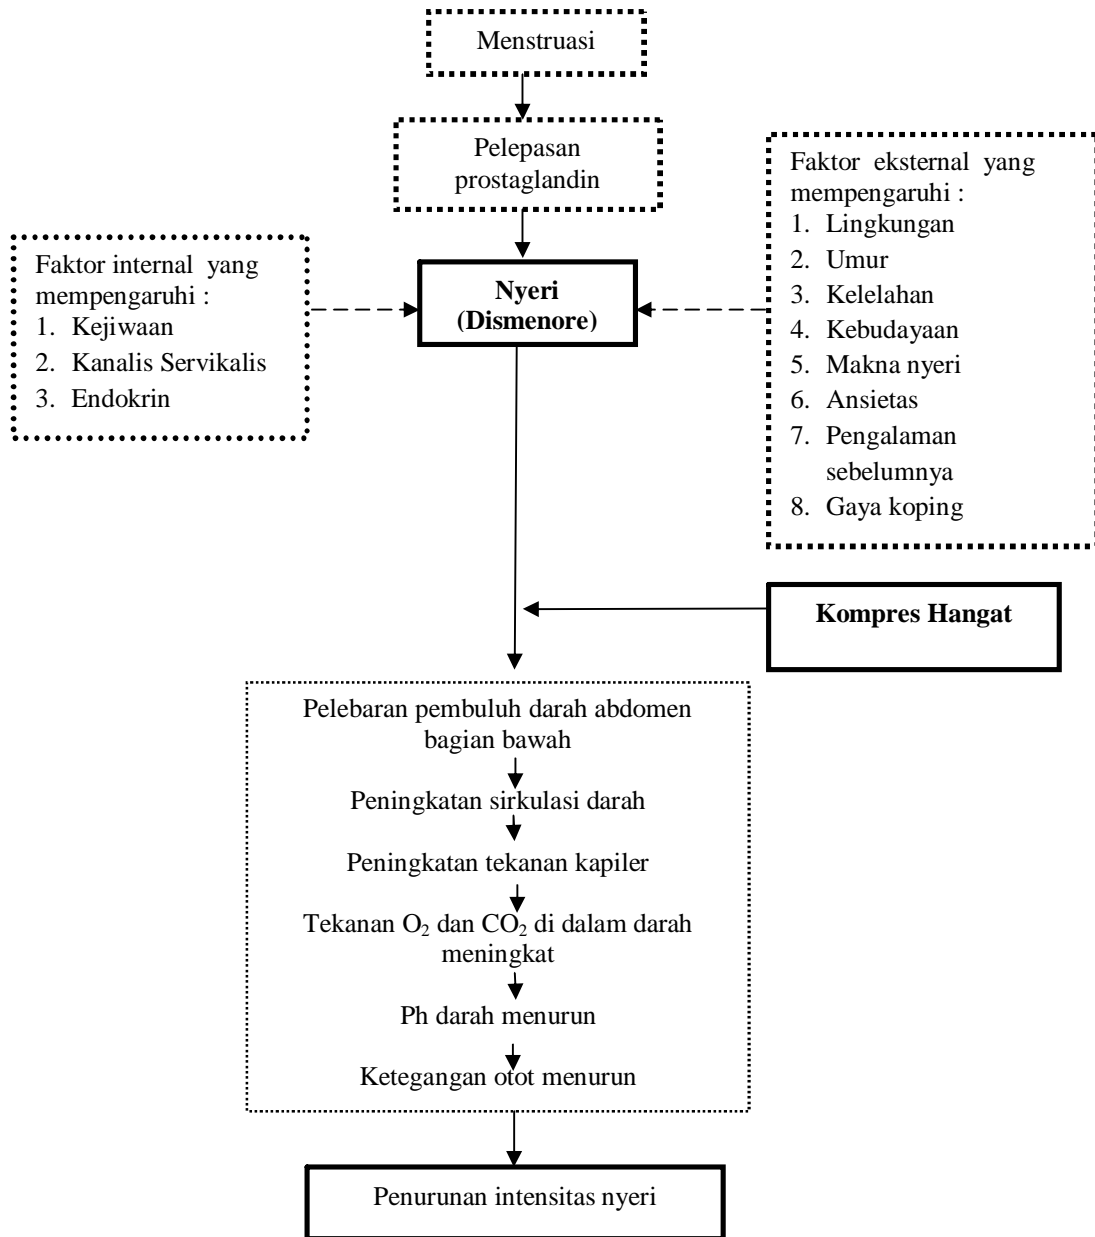 Menstruasi
Pelepasan
prostaglandin
Faktor eksternal yang
mempengaruhi :
1. Lingkungan
2. Umur
3. Kelelahan
4. Kebudayaan
5. Makna nyeri
6. Ansietas
7. Pengalaman
sebelumnya
8. Gaya koping
Faktor internal yang
mempengaruhi :
1. Kejiwaan
2. Kanalis Servikalis
3. Endokrin
Nyeri
(Dismenore)
Kompres Hangat
Pelebaran pembuluh darah abdomen
bagian bawah
Peningkatan sirkulasi darah
Peningkatan tekanan kapiler
Tekanan O₂ dan CO₂ di dalam darah
meningkat
Ph darah menurun
Ketegangan otot menurun
Penurunan intensitas nyeri